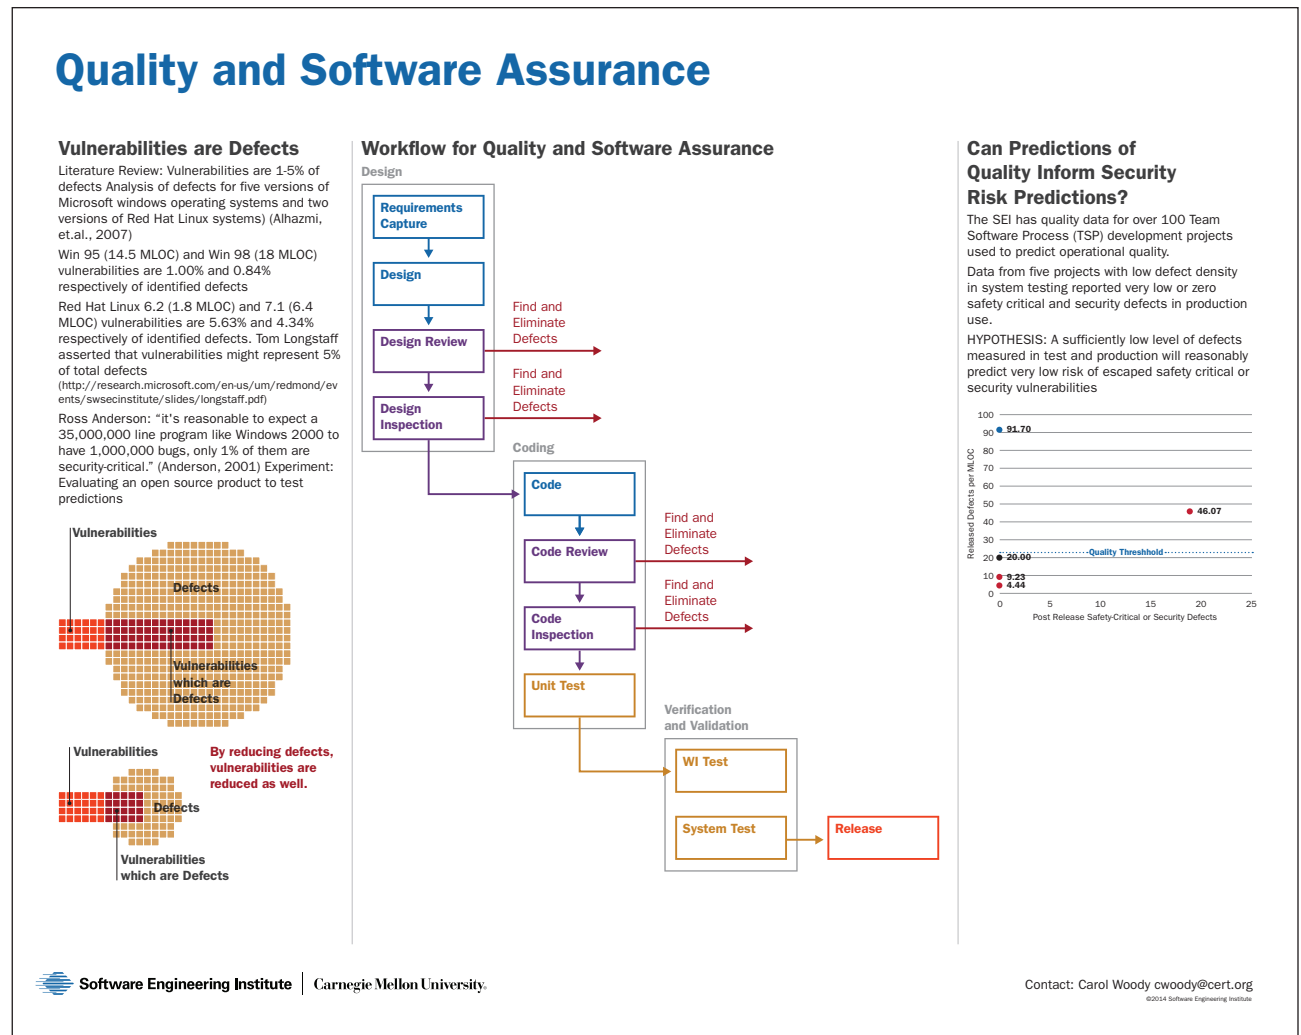 Quality and Software Assurance
Vulnerabilities are Defects
Literature Review: Vulnerabilities are 1-5% of
defects Analysis of defects for five versions of
Microsoft windows operating systems and two
versions of Red Hat Linux systems) (Alhazmi,
et.al., 2007)
Win 95 (14.5 MLOC) and Win 98 (18 MLOC)
vulnerabilities are 1.00% and 0.84%
respectively of identified defects
Red Hat Linux 6.2 (1.8 MLOC) and 7.1 (6.4
MLOC) vulnerabilities are 5.63% and 4.34%
respectively of identified defects. Tom Longstaff
asserted that vulnerabilities might represent 5%
of total defects
(http://research.microsoft.com/en-us/um/redmond/ev
ents/swsecinstitute/slides/longstaff.pdf)
Ross Anderson: “it's reasonable to expect a
35,000,000 line program like Windows 2000 to
have 1,000,000 bugs, only 1% of them are
security-critical.” (Anderson, 2001) Experiment:
Evaluating an open source product to test
predictions
Vulnerabilities
Defects
Vulnerabilities
which are
Defects
Vulnerabilities
By reducing defects,
vulnerabilities are
reduced as well.
Defects
Vulnerabilities
which are Defects
Workflow for Quality and Software Assurance
Design
Requirements
Capture
Design
Design Review
Find and
Eliminate
Defects
Design
Inspection
Find and
Eliminate
Defects
Coding
Code
Code Review
Find and
Eliminate
Defects
Code
Inspection
Find and
Eliminate
Defects
Unit Test
Verification
and Validation
WI Test
System Test
Release
Can Predictions of
Quality Inform Security
Risk Predictions?
The SEI has quality data for over 100 Team
Software Process (TSP) development projects
used to predict operational quality.
Data from five projects with low defect density
in system testing reported very low or zero
safety critical and security defects in production
use.
HYPOTHESIS: A sufficiently low level of defects
measured in test and production will reasonably
predict very low risk of escaped safety critical or
security vulnerabilities
Released Defects per MLOC
100
90
80
70
60
50
40
30
20
10
0
91.70
46.07
Quality Threshhold
20.00
9.23
4.44
0 5 10 15 20 25
Post Release Safety-Critical or Security Defects
Software Engineering Institute | Carnegie Mellon University®
Contact: Carol Woody cwoody@cert.org
©2014 Software Engineering Institute